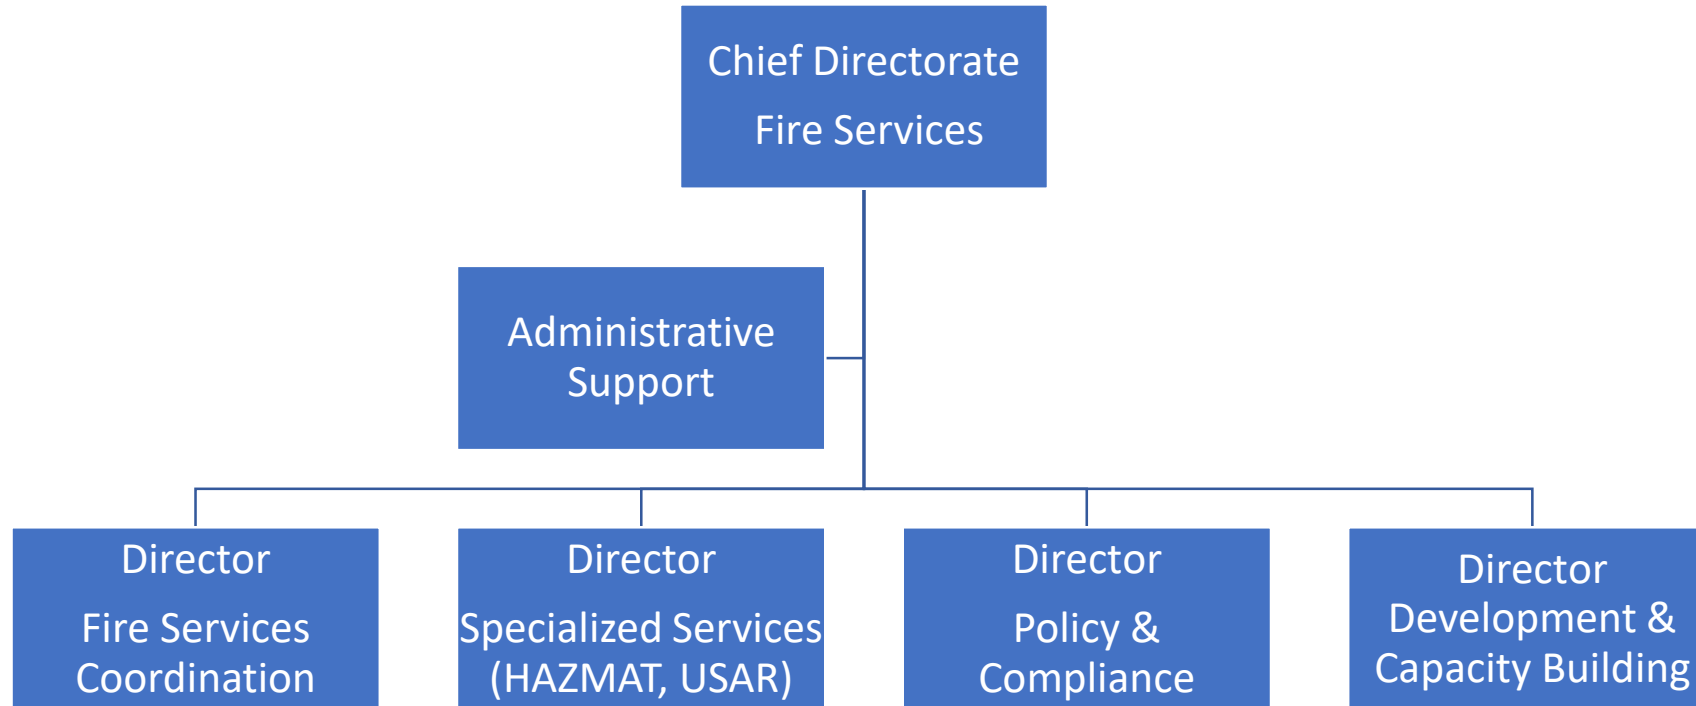 Chief Directorate
Fire Services
Administrative
Support
Director
Fire Services
Coordination
Director
Specialized Services
(HAZMAT, USAR)
Director
Policy &
Compliance
Director
Development &
Capacity Building